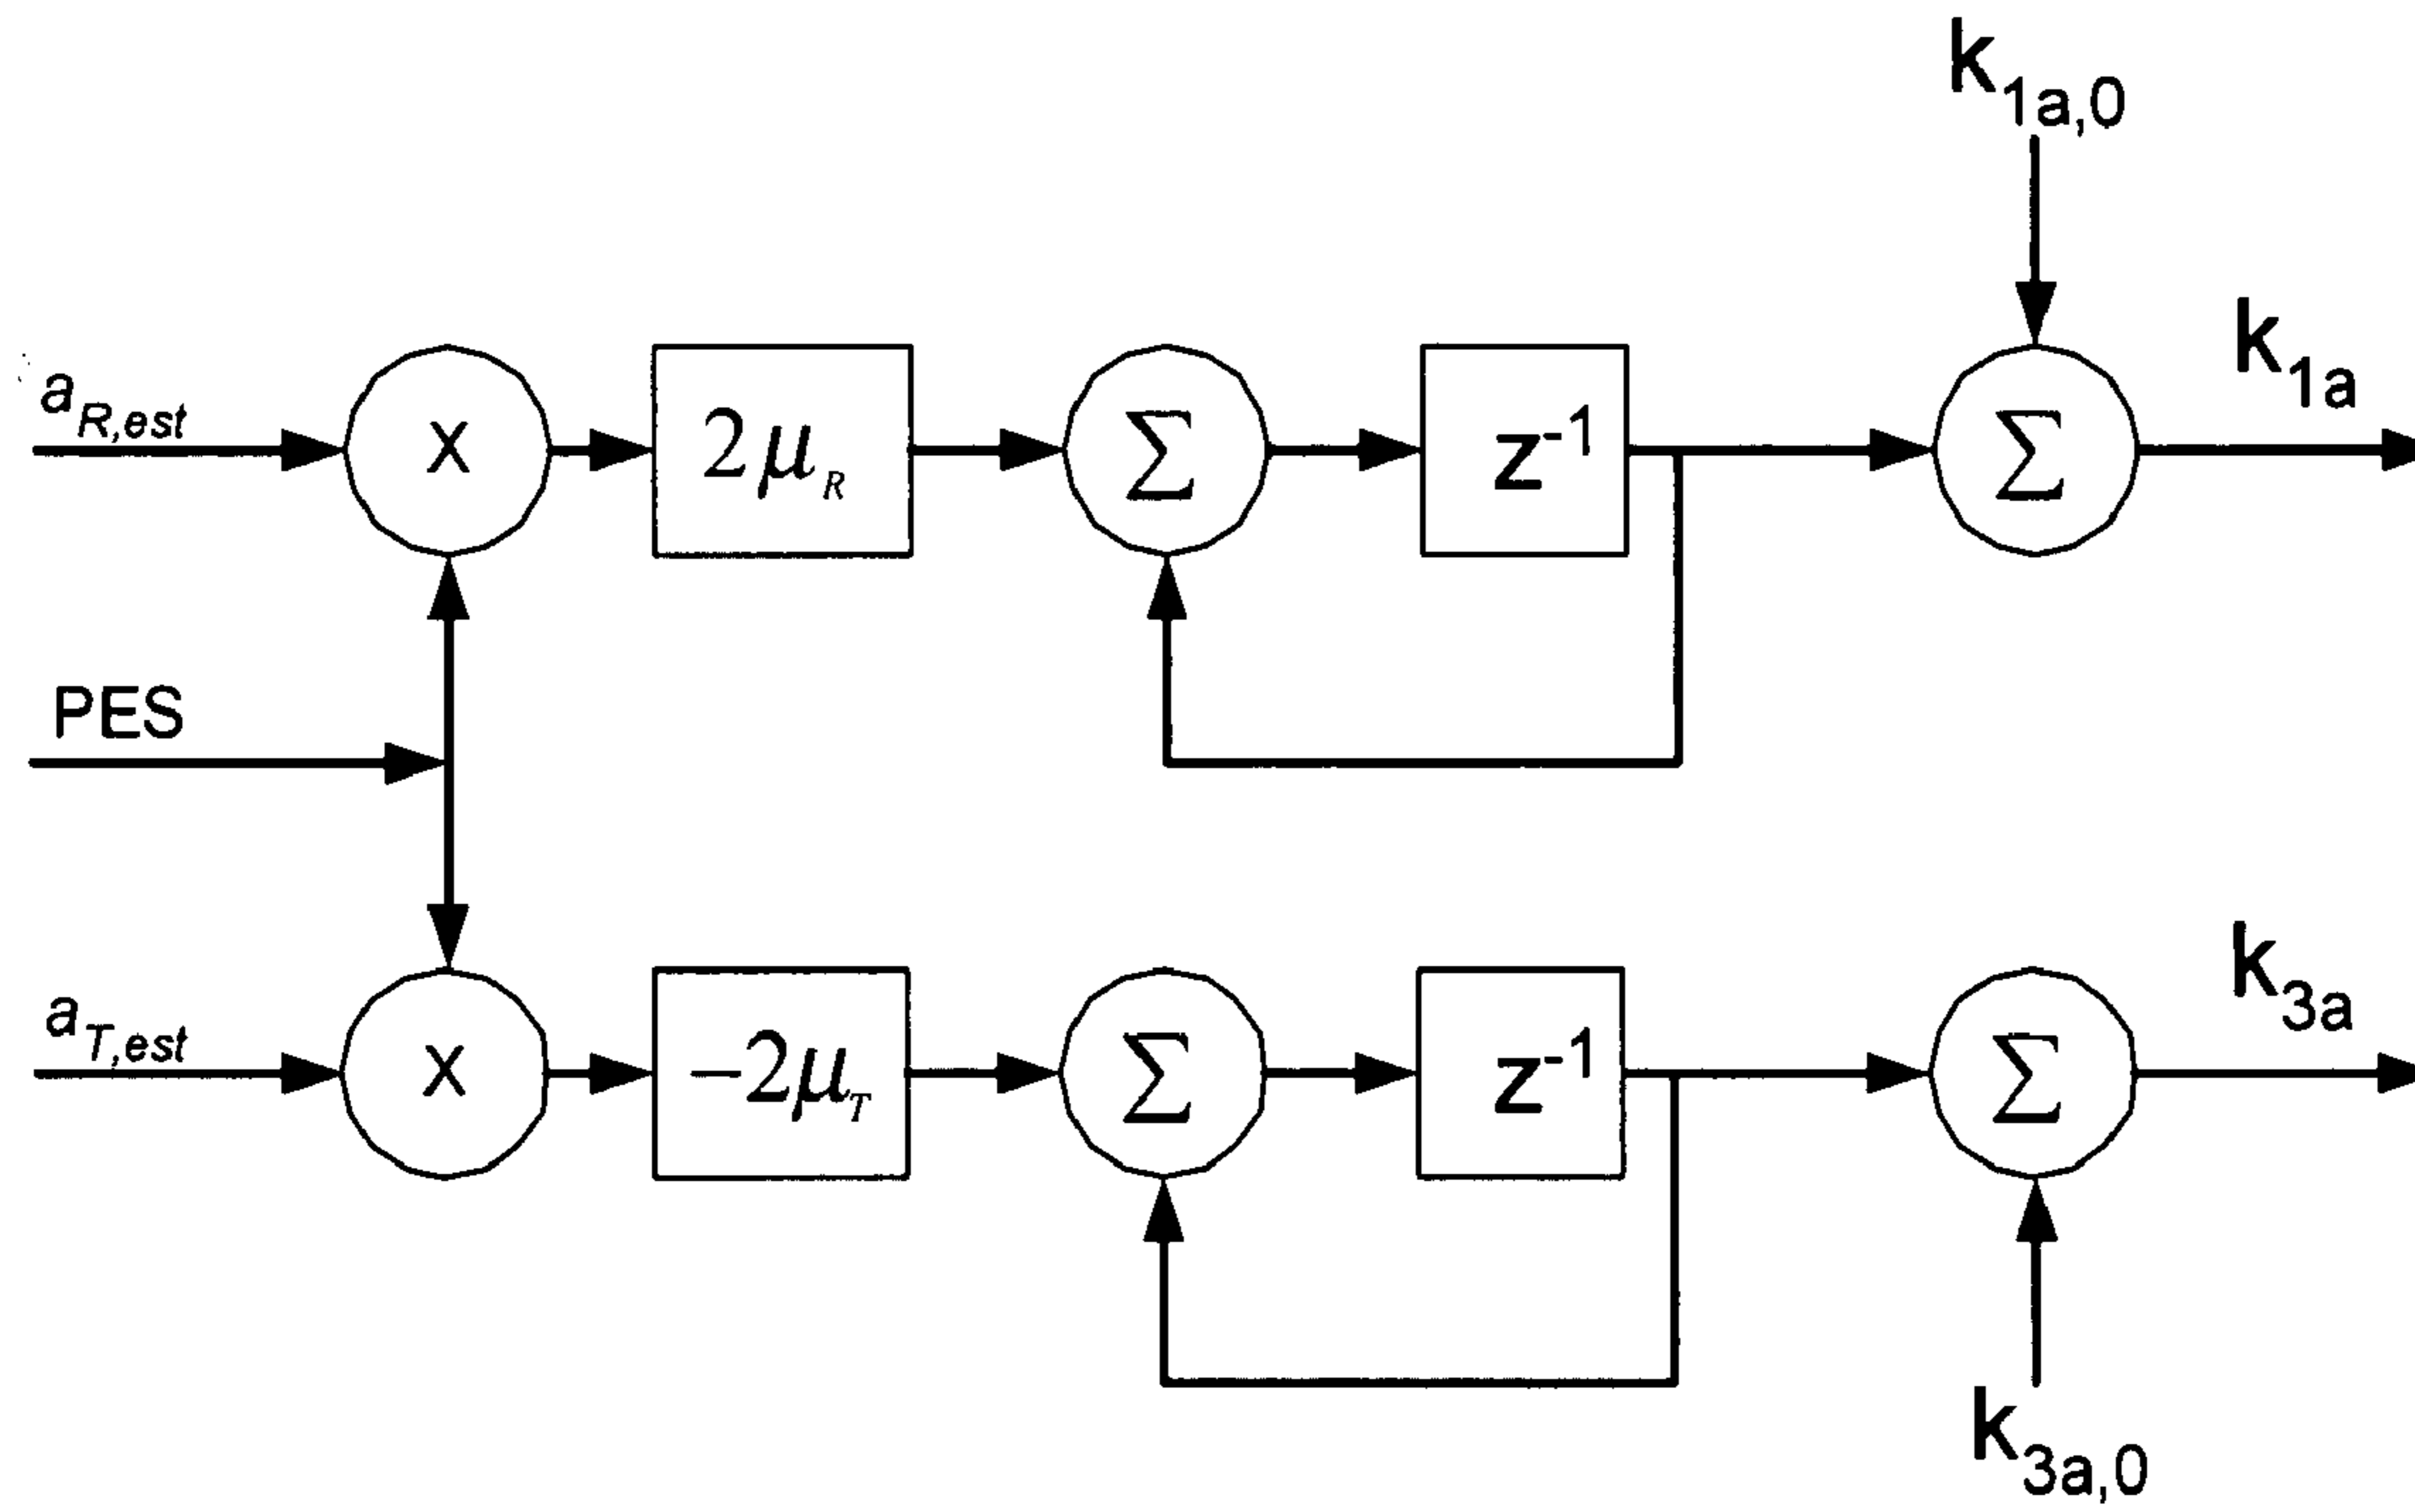 k1a,0
k1a
aR,est
x
2μR
Σ
z-1
Σ
PES
k3a
aT,est
x
−2μT
Σ
z-1
Σ
k3a,0